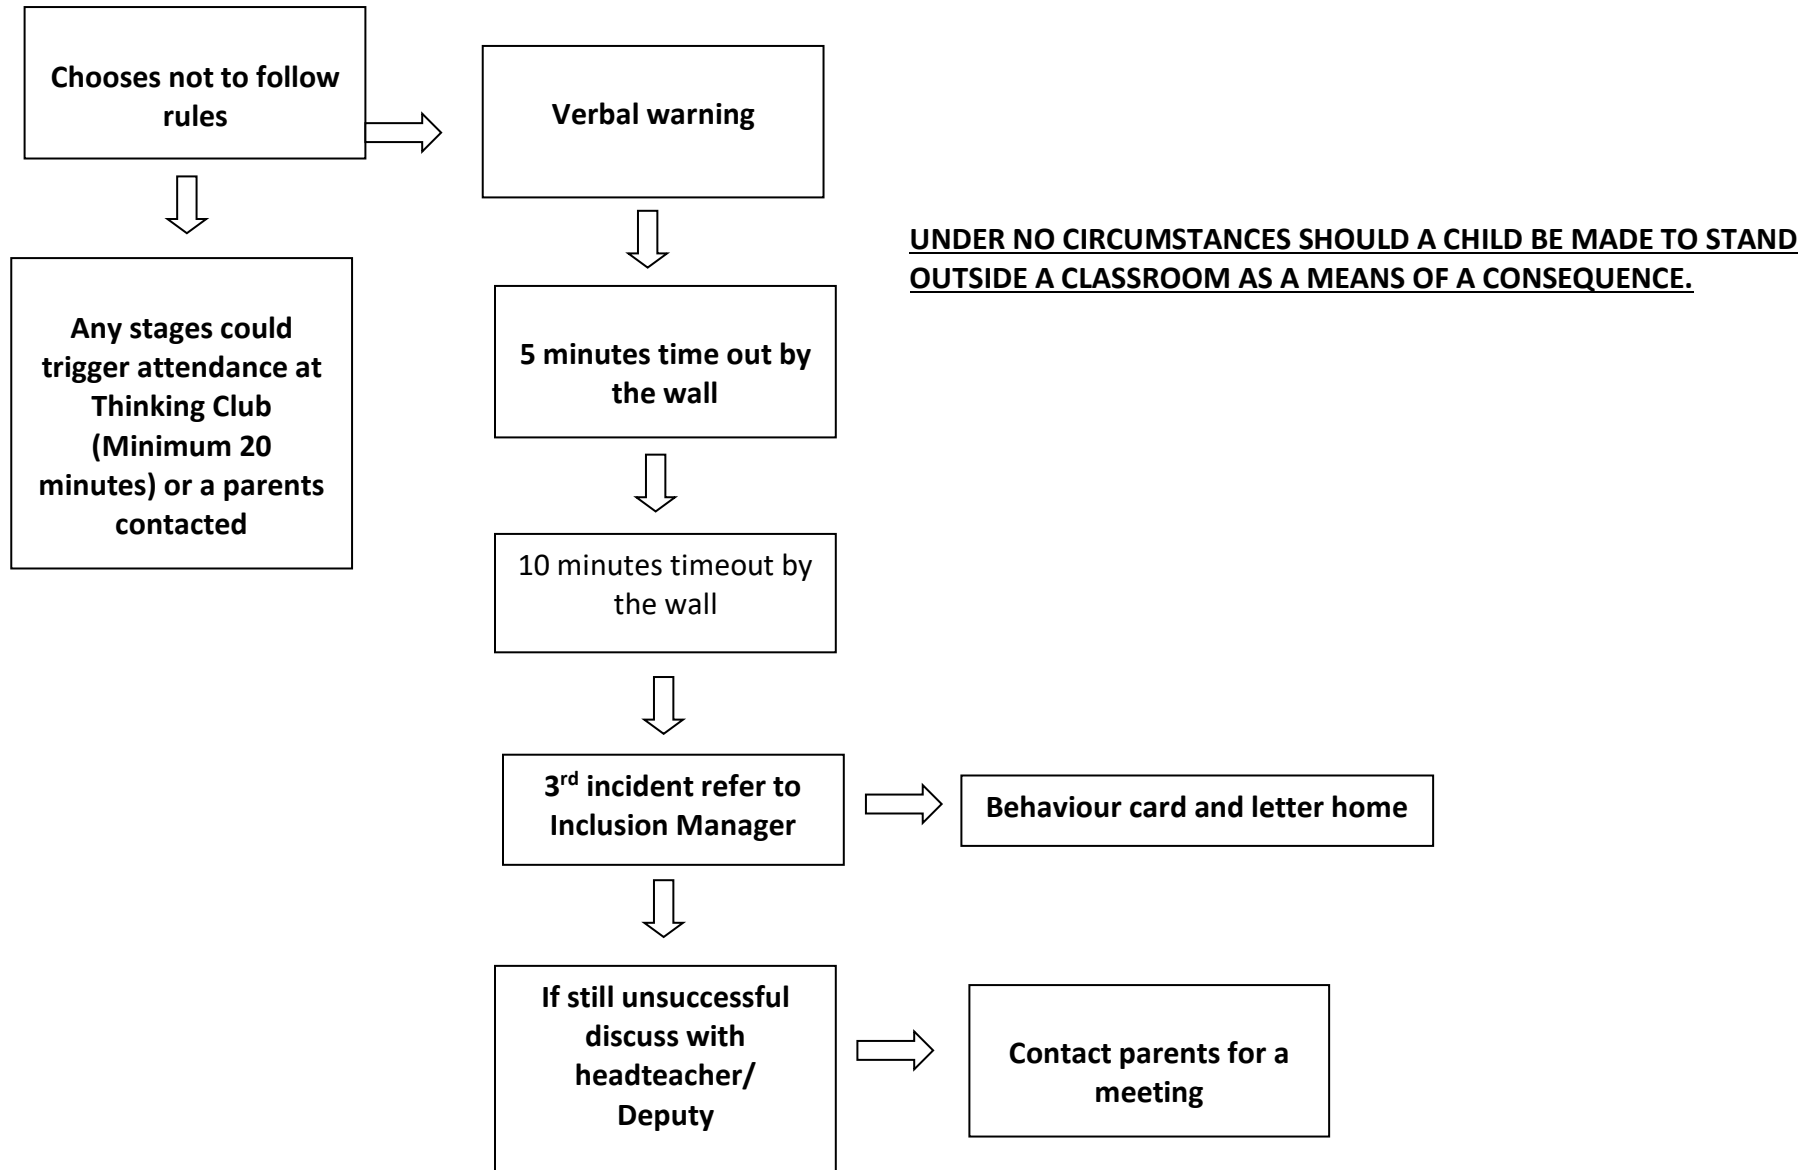 Chooses not to follow
rules
Verbal warning
UNDER NO CIRCUMSTANCES SHOULD A CHILD BE MADE TO STAND
OUTSIDE A CLASSROOM AS A MEANS OF A CONSEQUENCE.
Any stages could
trigger attendance at
Thinking Club
(Minimum 20
minutes) or a parents
contacted
5 minutes time out by
the wall
10 minutes timeout by
the wall
3rd incident refer to
Inclusion Manager
Behaviour card and letter home
If still unsuccessful
discuss with
headteacher/
Deputy
Contact parents for a
meeting